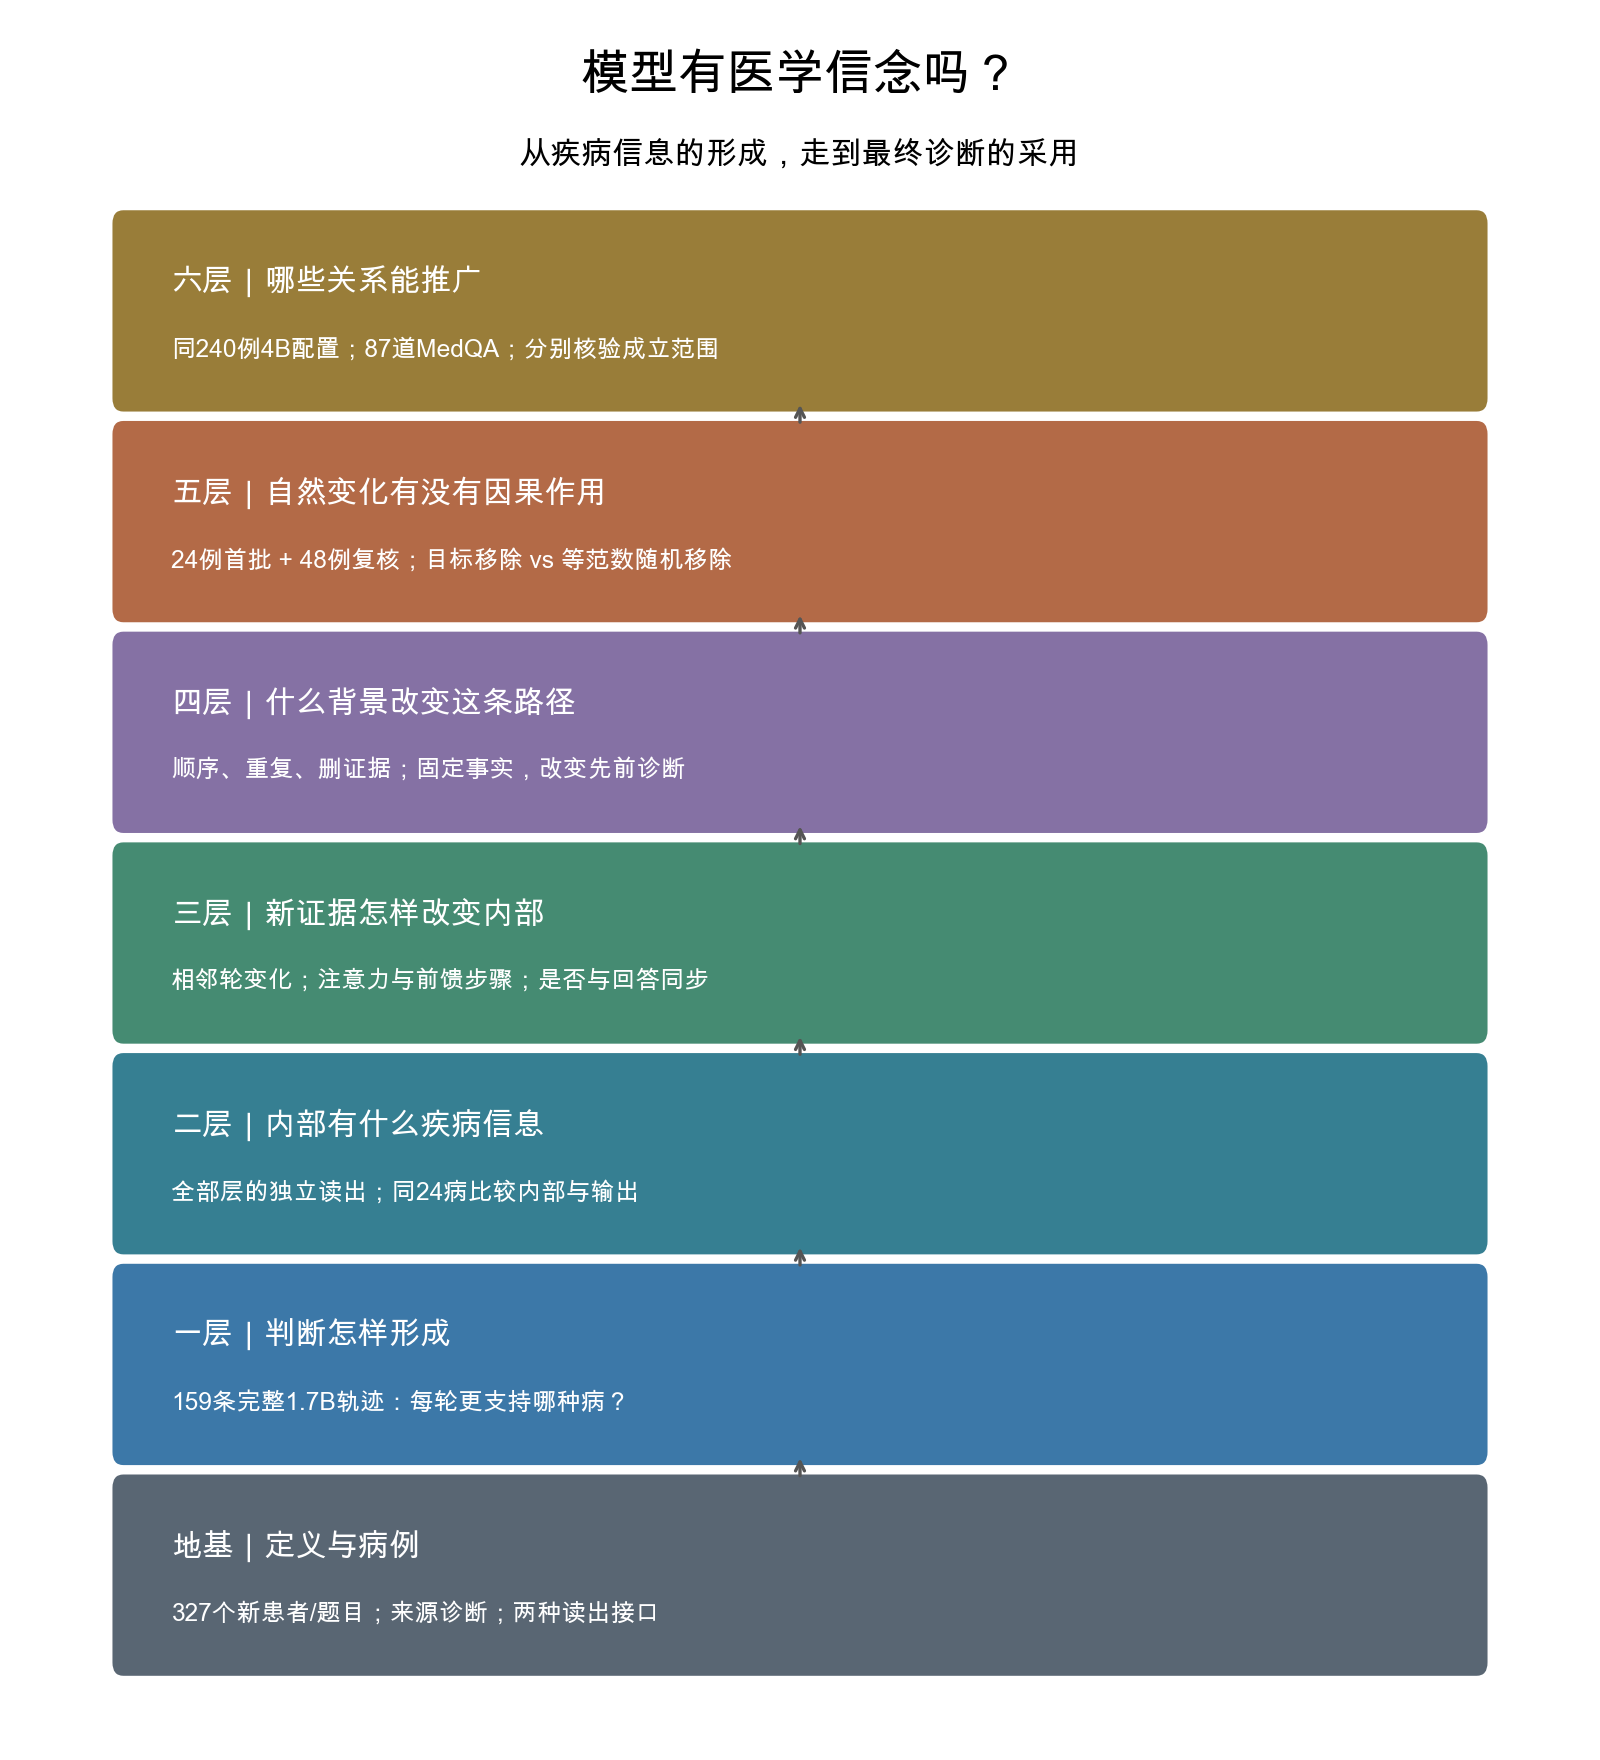 模型有医学信念吗？
从疾病信息的形成，走到最终诊断的采用
六层｜哪些关系能推广
同240例4B配置；87道MedQA；分别核验成立范围
五层｜自然变化有没有因果作用
24例首批 + 48例复核；目标移除 vs 等范数随机移除
四层｜什么背景改变这条路径
顺序、重复、删证据；固定事实，改变先前诊断
三层｜新证据怎样改变内部
相邻轮变化；注意力与前馈步骤；是否与回答同步
二层｜内部有什么疾病信息
全部层的独立读出；同24病比较内部与输出
一层｜判断怎样形成
159条完整1.7B轨迹：每轮更支持哪种病？
地基｜定义与病例
327个新患者/题目；来源诊断；两种读出接口